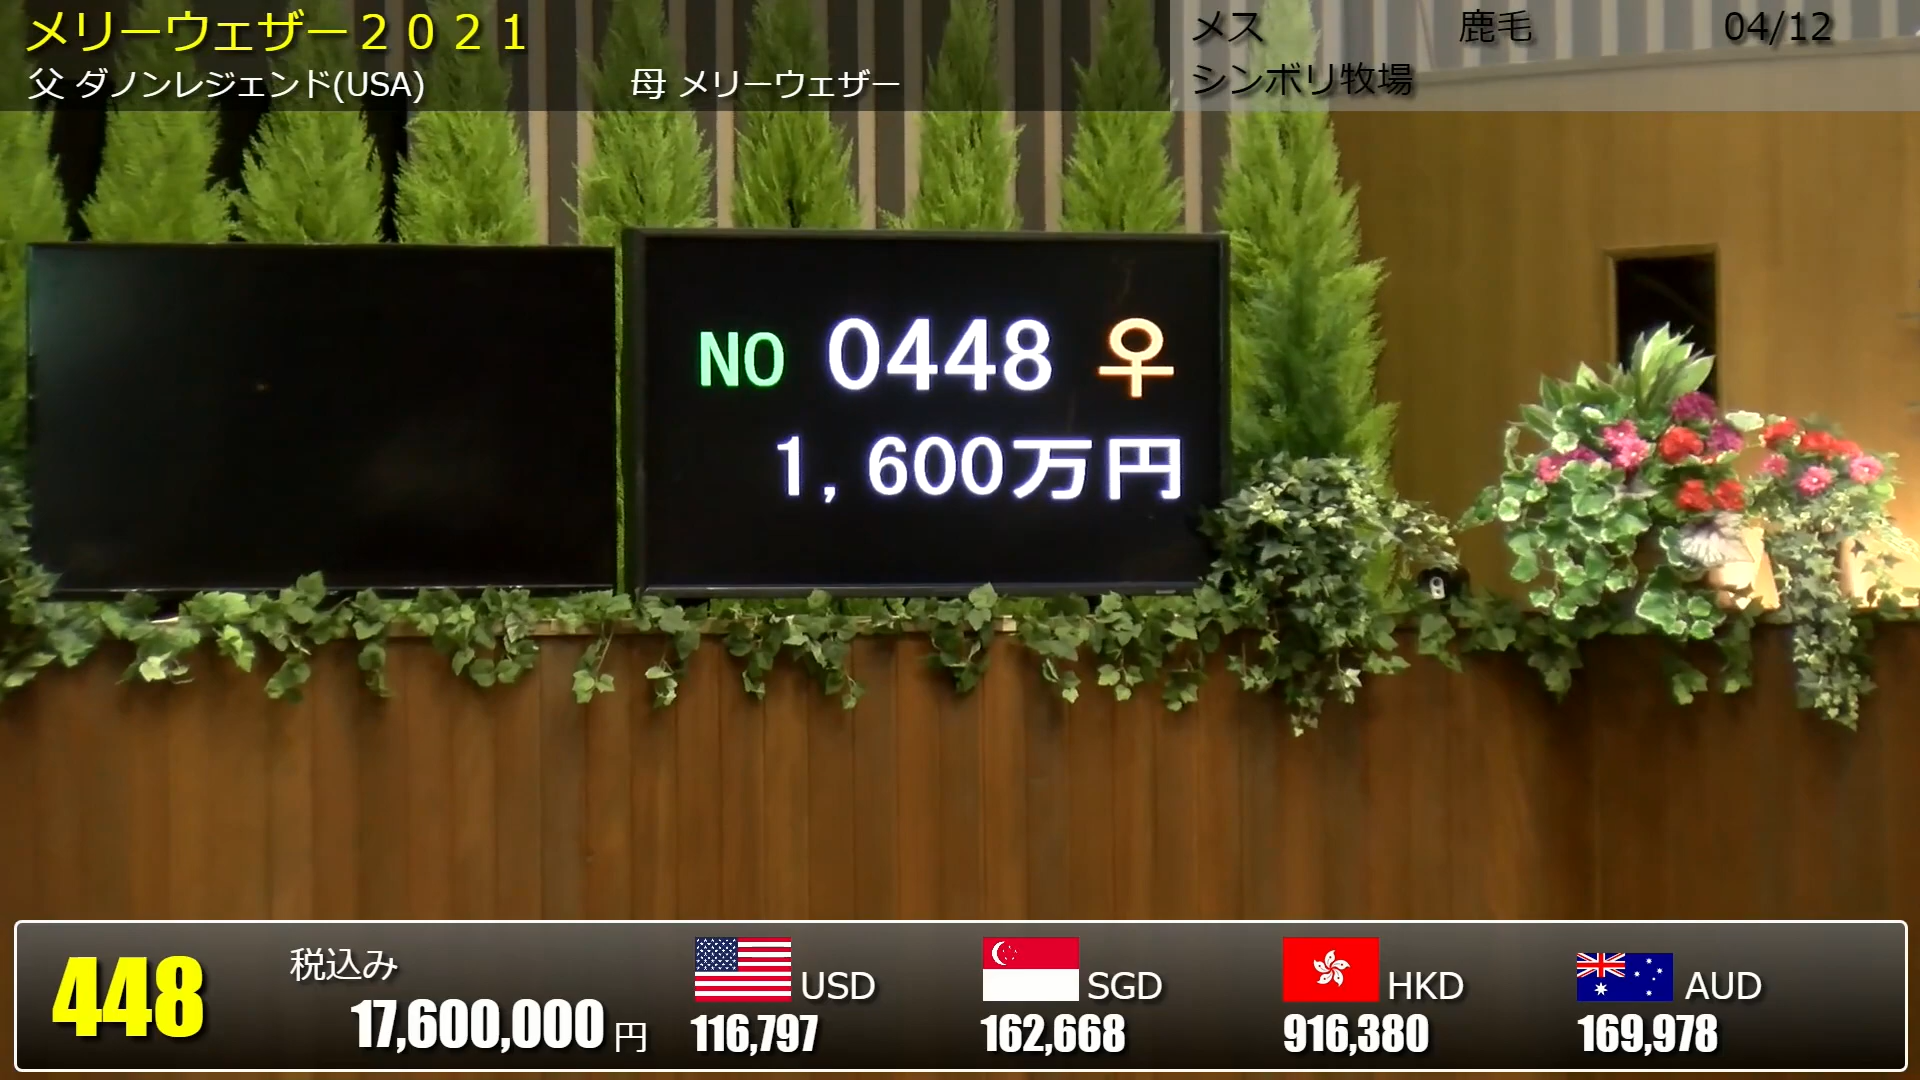 メリーウェザー２０２１
父 ダノンレジェンド(USA) 母 メリーウェザー
メス 鹿毛 04/12
シンボリ牧場
NO 0448 ♀
1,600万円
448
税込み
17,600,000 円
USD
116,797
SGD
162,668
HKD
916,380
AUD
169,978